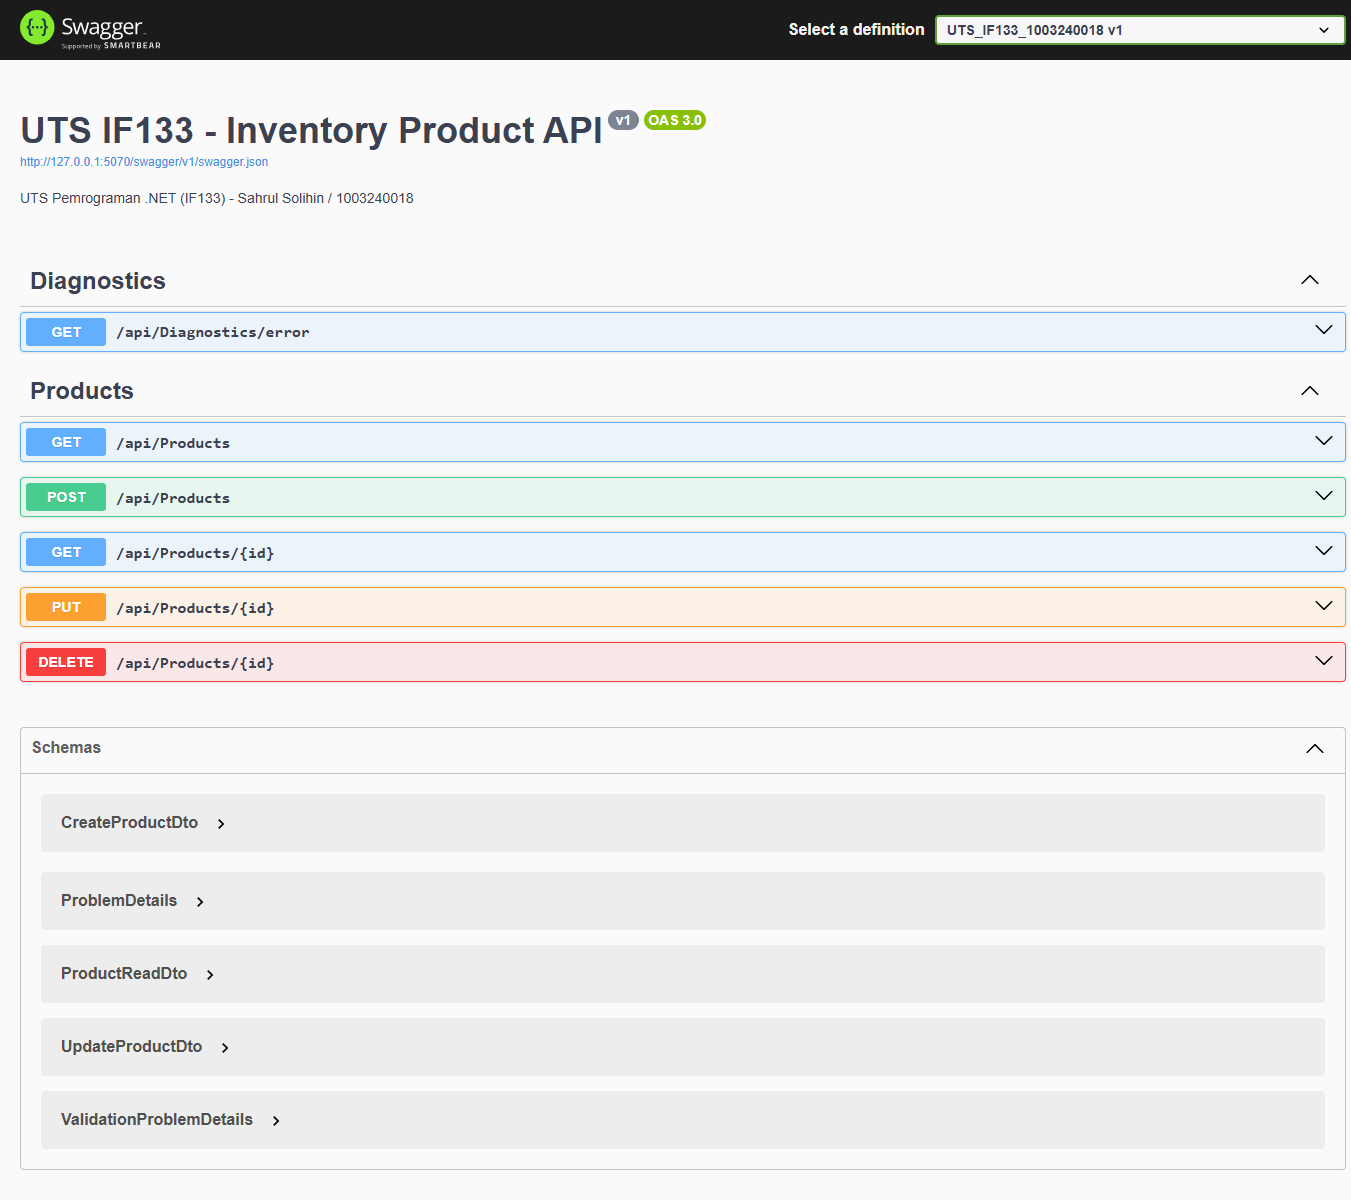 Swagger
Supported by SMARTBEAR
Select a definition
UTS_IF133_1003240018 v1
UTS IF133 - Inventory Product API v1 OAS 3.0
http://127.0.0.1:5070/swagger/v1/swagger.json
UTS Pemrograman .NET (IF133) - Sahrul Solihin / 1003240018
Diagnostics
GET /api/Diagnostics/error
Products
GET /api/Products
POST /api/Products
GET /api/Products/{id}
PUT /api/Products/{id}
DELETE /api/Products/{id}
Schemas
CreateProductDto
ProblemDetails
ProductReadDto
UpdateProductDto
ValidationProblemDetails